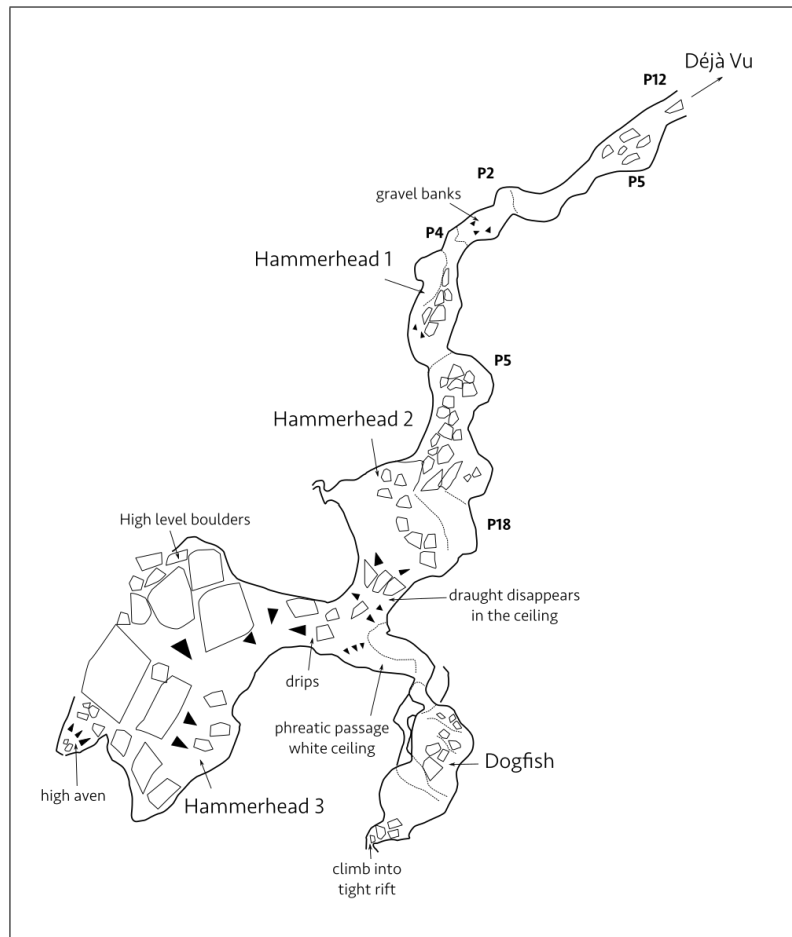 Déjà Vu
P12
P5
P2
gravel banks
P4
Hammerhead 1
P5
Hammerhead 2
High level boulders
P18
draught disappears
in the ceiling
drips
phreatic passage
white ceiling
Dogfish
high aven
Hammerhead 3
climb into
tight rift